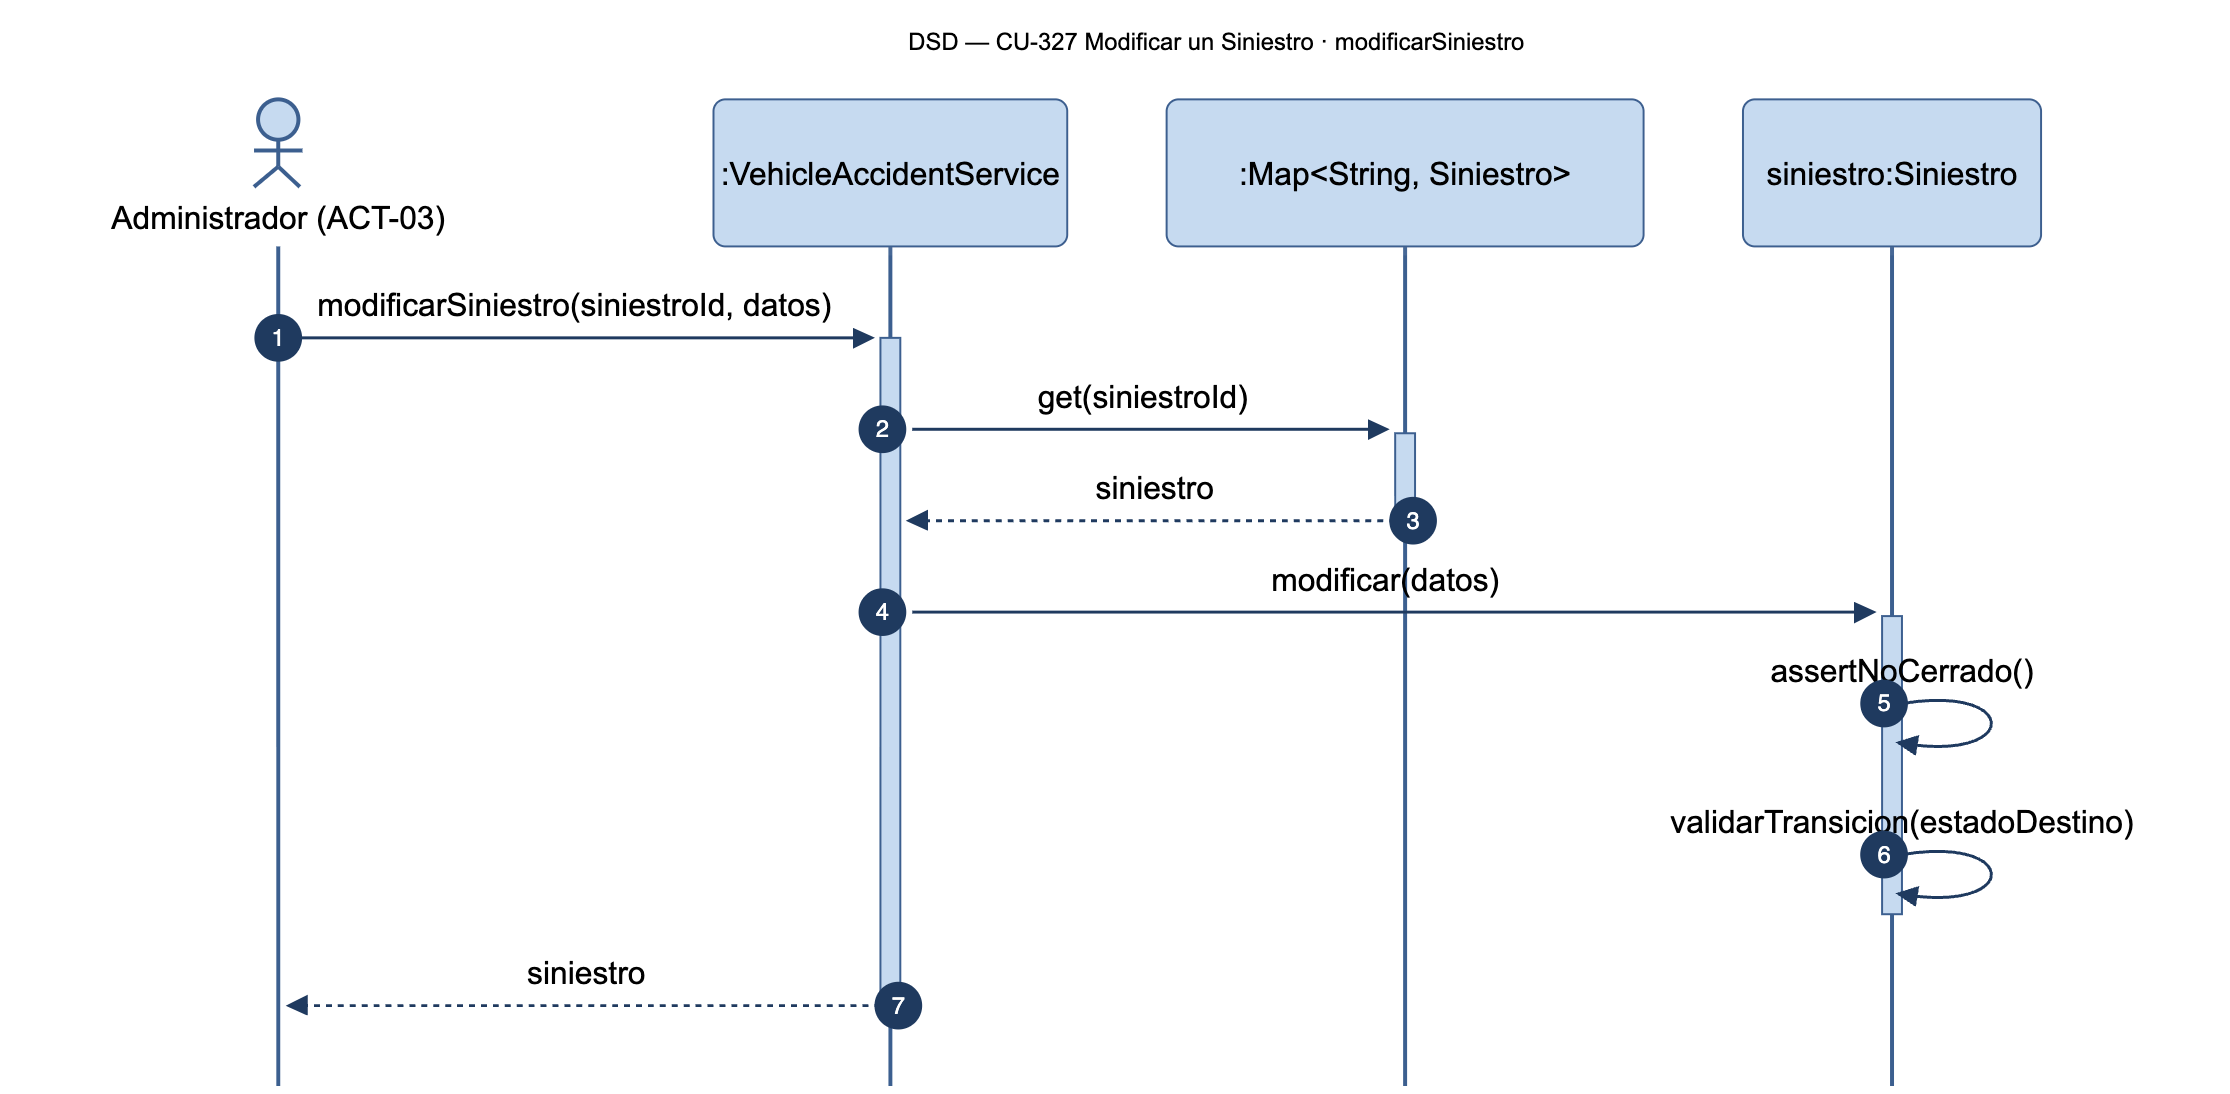 DSD — CU-327 Modificar un Siniestro · modificarSiniestro
Administrador (ACT-03)
:VehicleAccidentService
:Map<String, Siniestro>
siniestro:Siniestro
modificarSiniestro(siniestroId, datos)
1
get(siniestroId)
2
siniestro
3
modificar(datos)
4
assertNoCerrado()
5
validarTransicion(estadoDestino)
6
siniestro
7